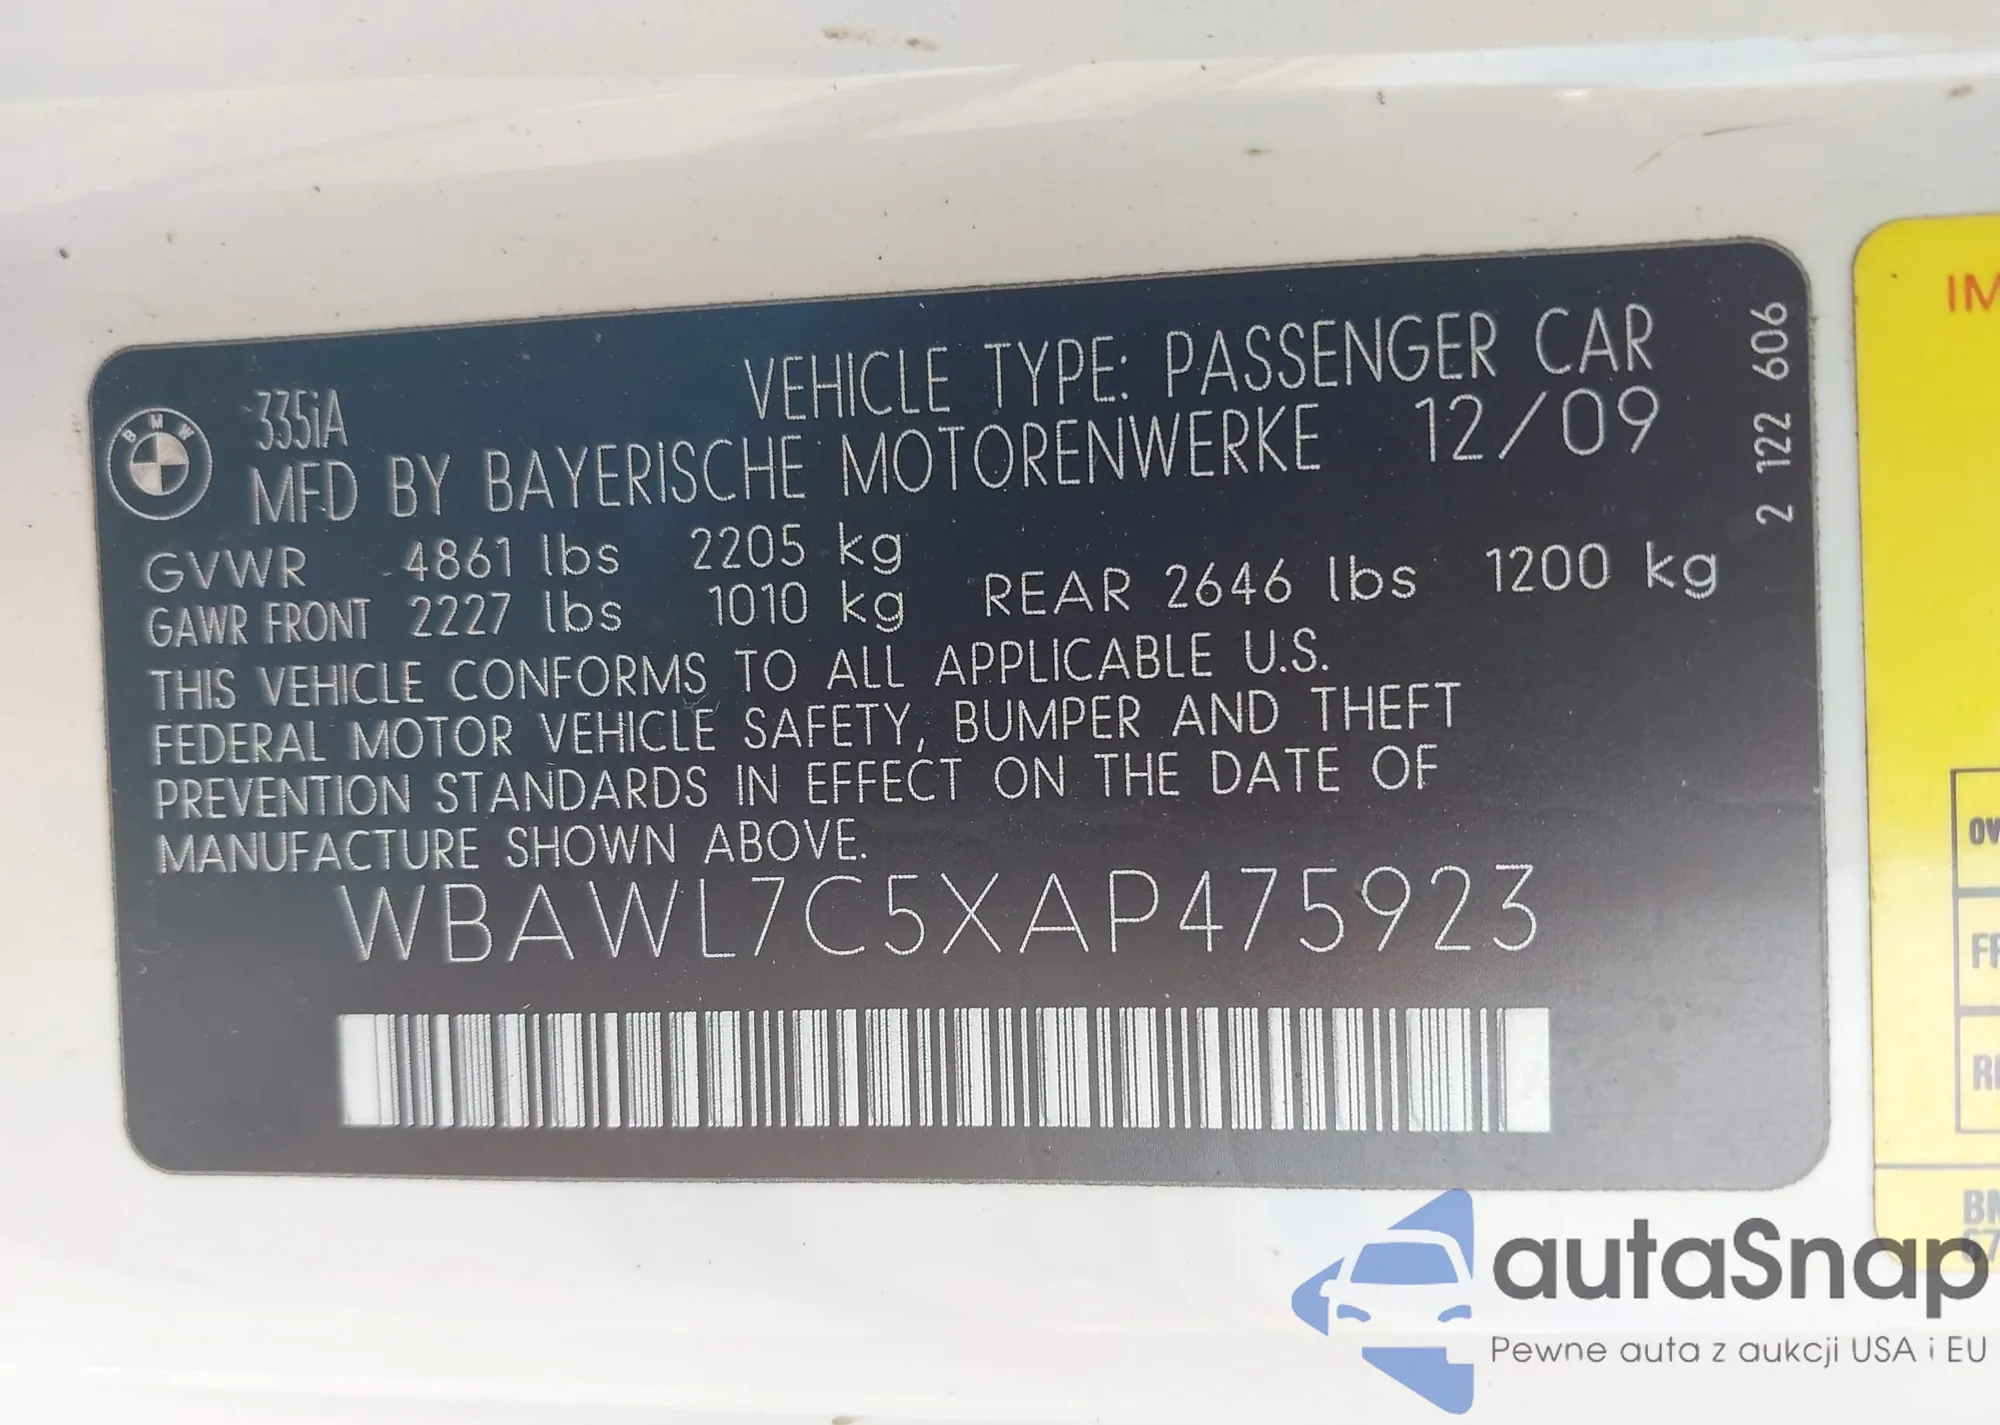 335iA
VEHICLE TYPE: PASSENGER CAR
BMW
MFD BY BAYERISCHE MOTORENWERKE 12/09
2 122 606
GVWR 4861 lbs 2205 kg
GAWR FRONT 2227 lbs 1010 kg REAR 2646 lbs 1200 kg
THIS VEHICLE CONFORMS TO ALL APPLICABLE U.S.
FEDERAL MOTOR VEHICLE SAFETY, BUMPER AND THEFT
PREVENTION STANDARDS IN EFFECT ON THE DATE OF
MANUFACTURE SHOWN ABOVE.
WBAWL7C5XAP475923
autaSnap
Pewne auta z aukcji USA i EU